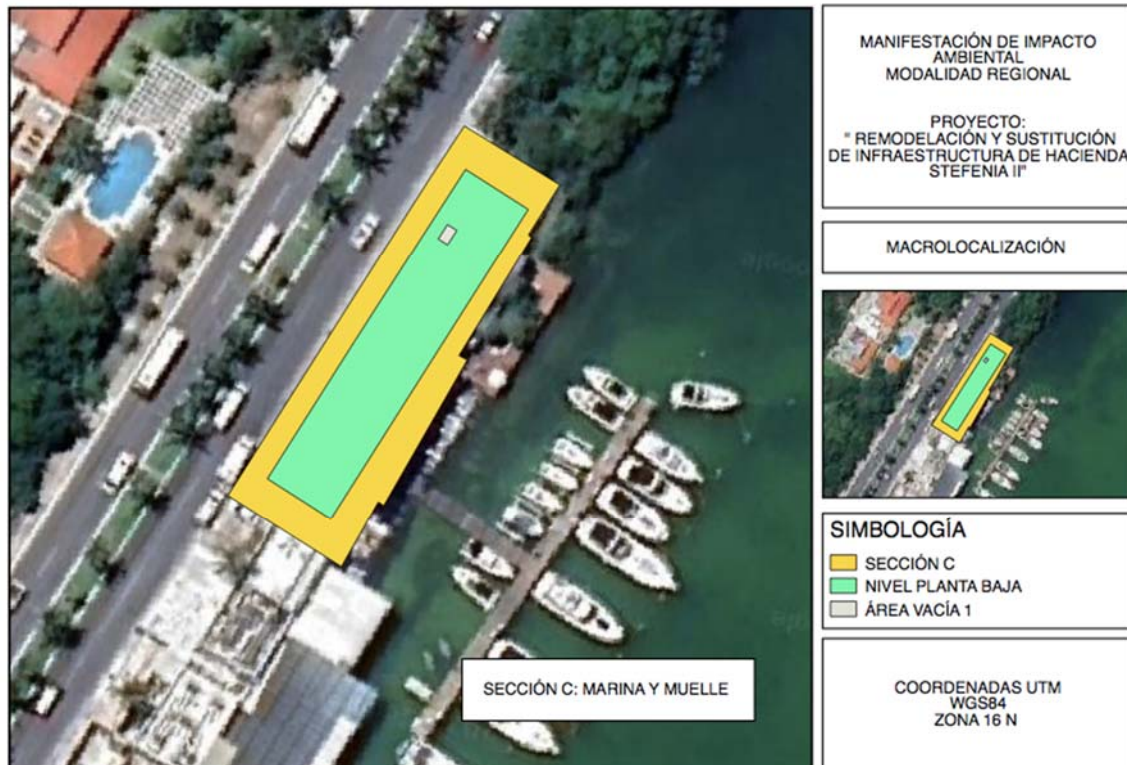 MANIFESTACIÓN DE IMPACTO
AMBIENTAL
MODALIDAD REGIONAL
PROYECTO:
" REMODELACIÓN Y SUSTITUCIÓN
DE INFRAESTRUCTURA DE HACIENDA
STEFENIA II"
MACROLOCALIZACIÓN
SIMBOLOGÍA
SECCIÓN C
NIVEL PLANTA BAJA
ÁREA VACÍA 1
SECCIÓN C: MARINA Y MUELLE
COORDENADAS UTM
WGS84
ZONA 16 N